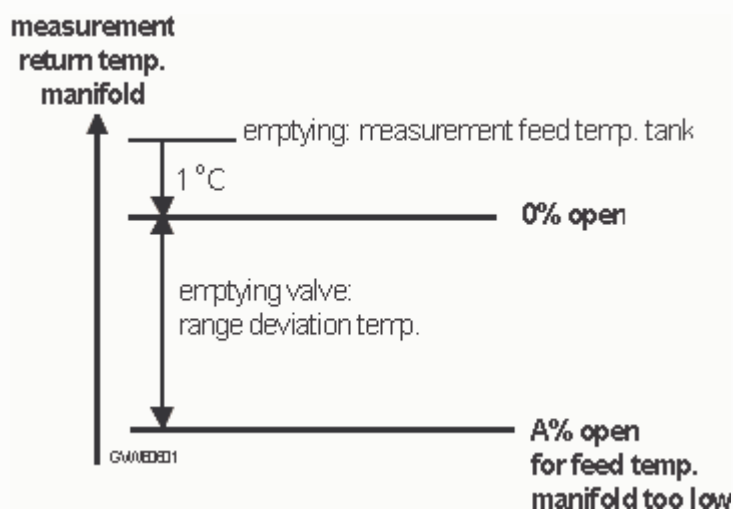 measurement
return temp.
manifold
emptying: measurement feed temp. tank
1 °C
0% open
emptying valve:
range deviation temp.
A% open
for feed temp.
manifold too low